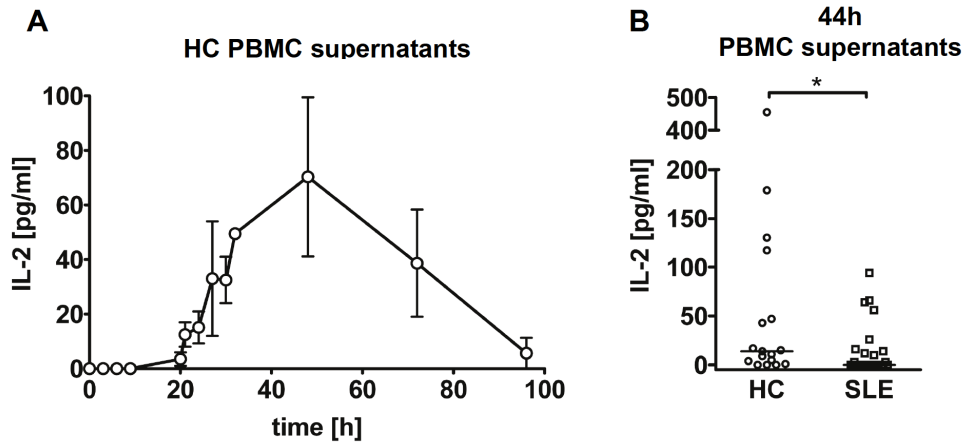 A
HC PBMC supernatants
IL-2 [pg/ml]
100
80
60
40
20
0
0
20
40
60
80
100
time [h]
B
44h
PBMC supernatants
*
IL-2 [pg/ml]
500
400
200
150
100
50
0
HC
SLE